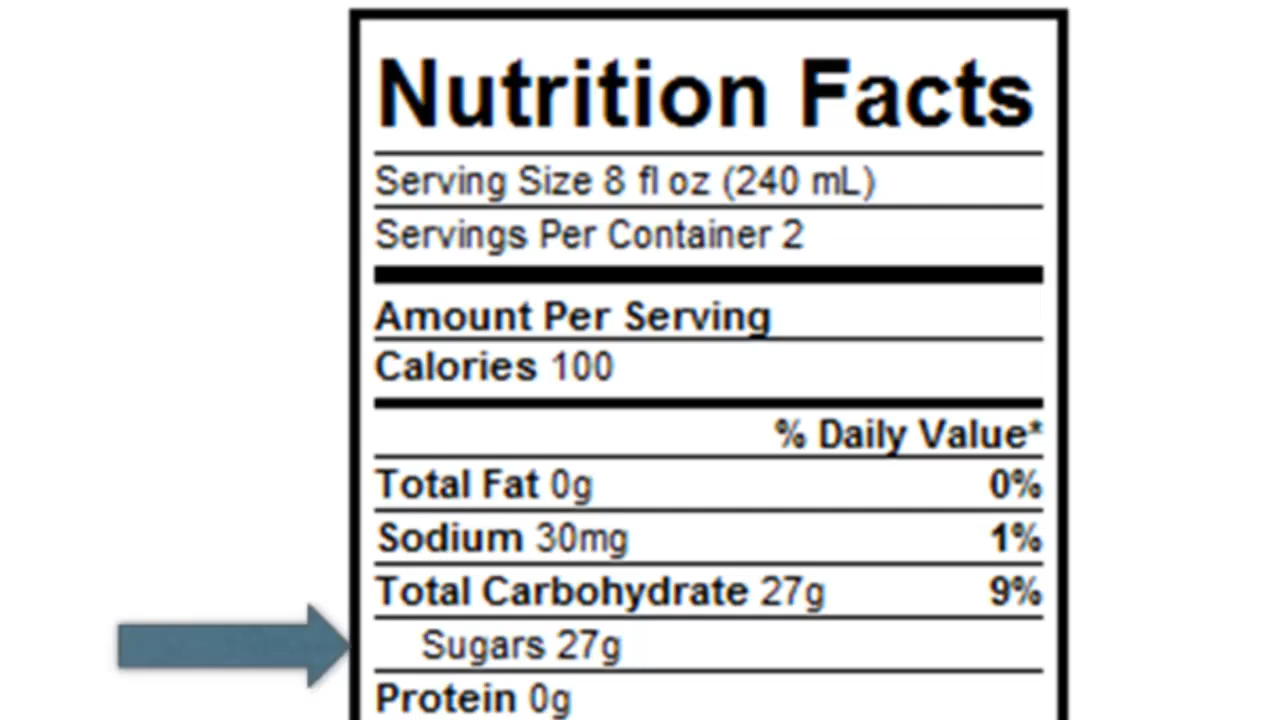 Nutrition Facts
Serving Size 8 fl oz (240 mL)
Servings Per Container 2
Amount Per Serving
Calories 100
% Daily Value*
Total Fat 0g 0%
Sodium 30mg 1%
Total Carbohydrate 27g 9%
Sugars 27g
Protein 0g